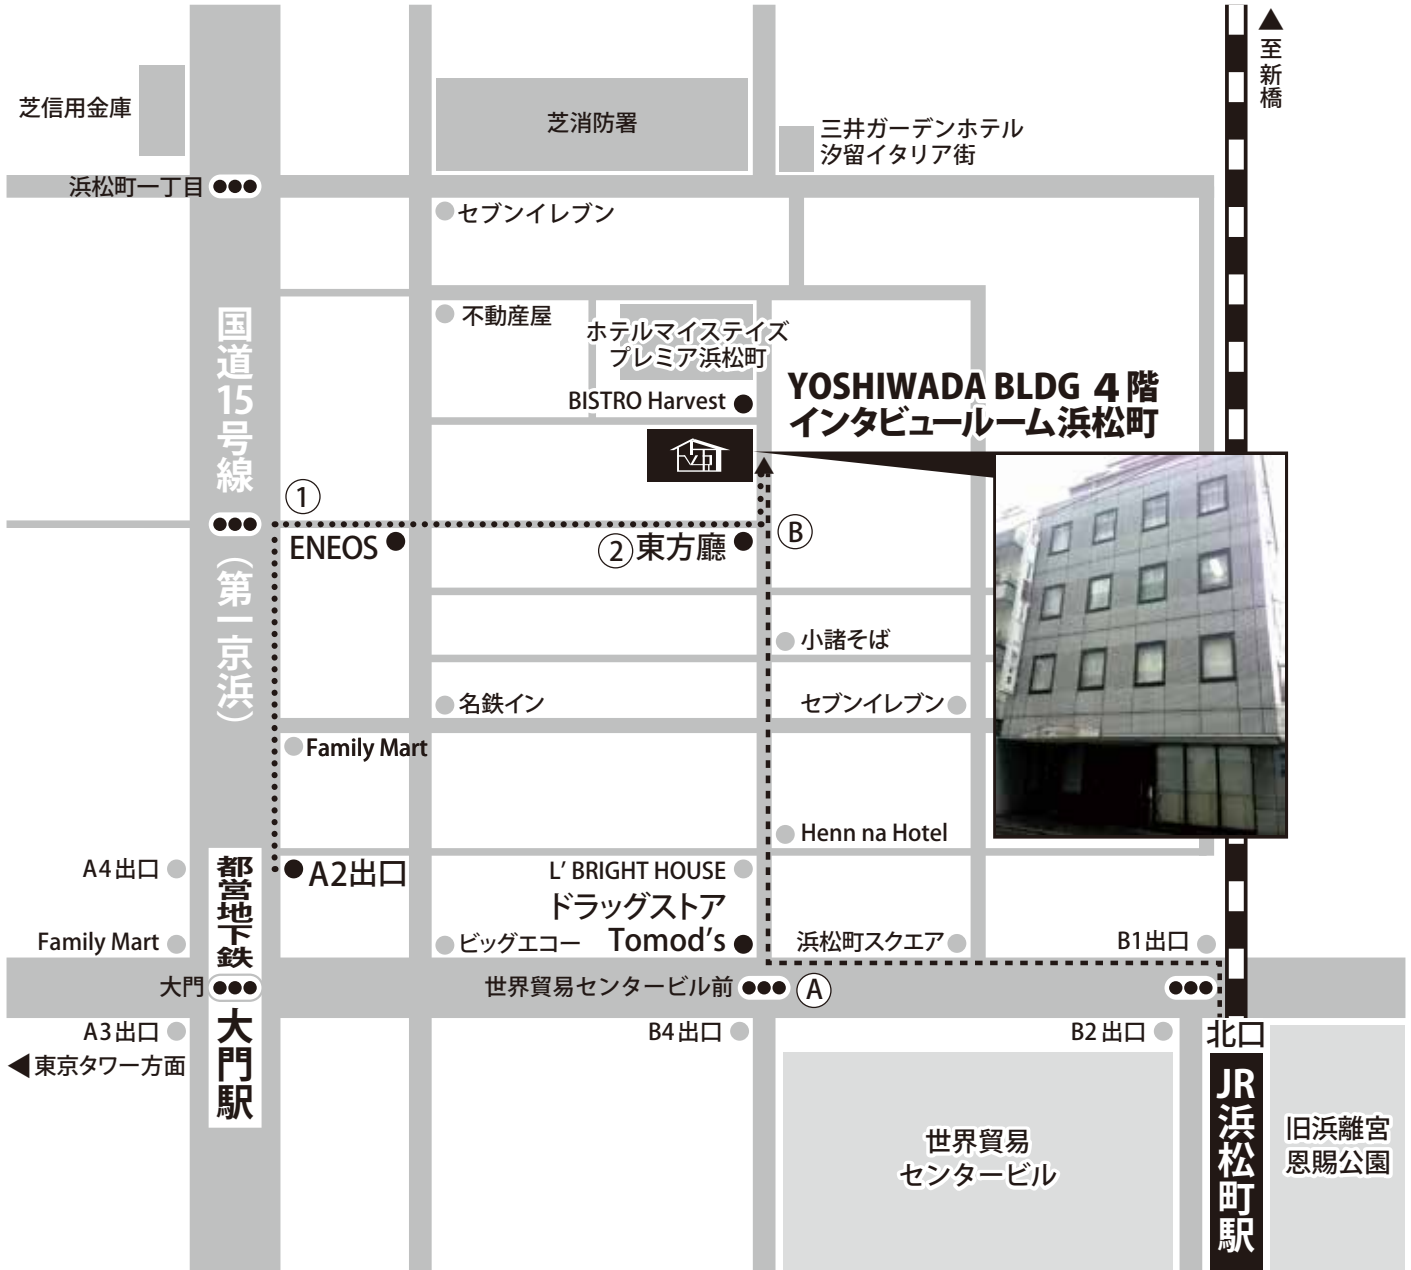 至新橋
芝信用金庫
芝消防署
三井ガーデンホテル
汐留イタリア街
浜松町一丁目
セブンイレブン
不動産屋
ホテルマイステイズ
プレミア浜松町
国道15号線
(第一京浜)
BISTRO Harvest
YOSHIWADA BLDG 4階
インタビュールーム浜松町
①
ENEOS
②東方廳
Ⓑ
小諸そば
名鉄イン
セブンイレブン
Family Mart
Henn na Hotel
A4出口
都営地下鉄
大門駅
A2出口
L' BRIGHT HOUSE
ドラッグストア
Tomod's
Family Mart
ビッグエコー
浜松町スクエア
B1出口
大門
世界貿易センタービル前
Ⓐ
A3出口
B4出口
B2出口
北口
東京タワー方面
JR浜松町駅
世界貿易
センタービル
旧浜離宮
恩賜公園